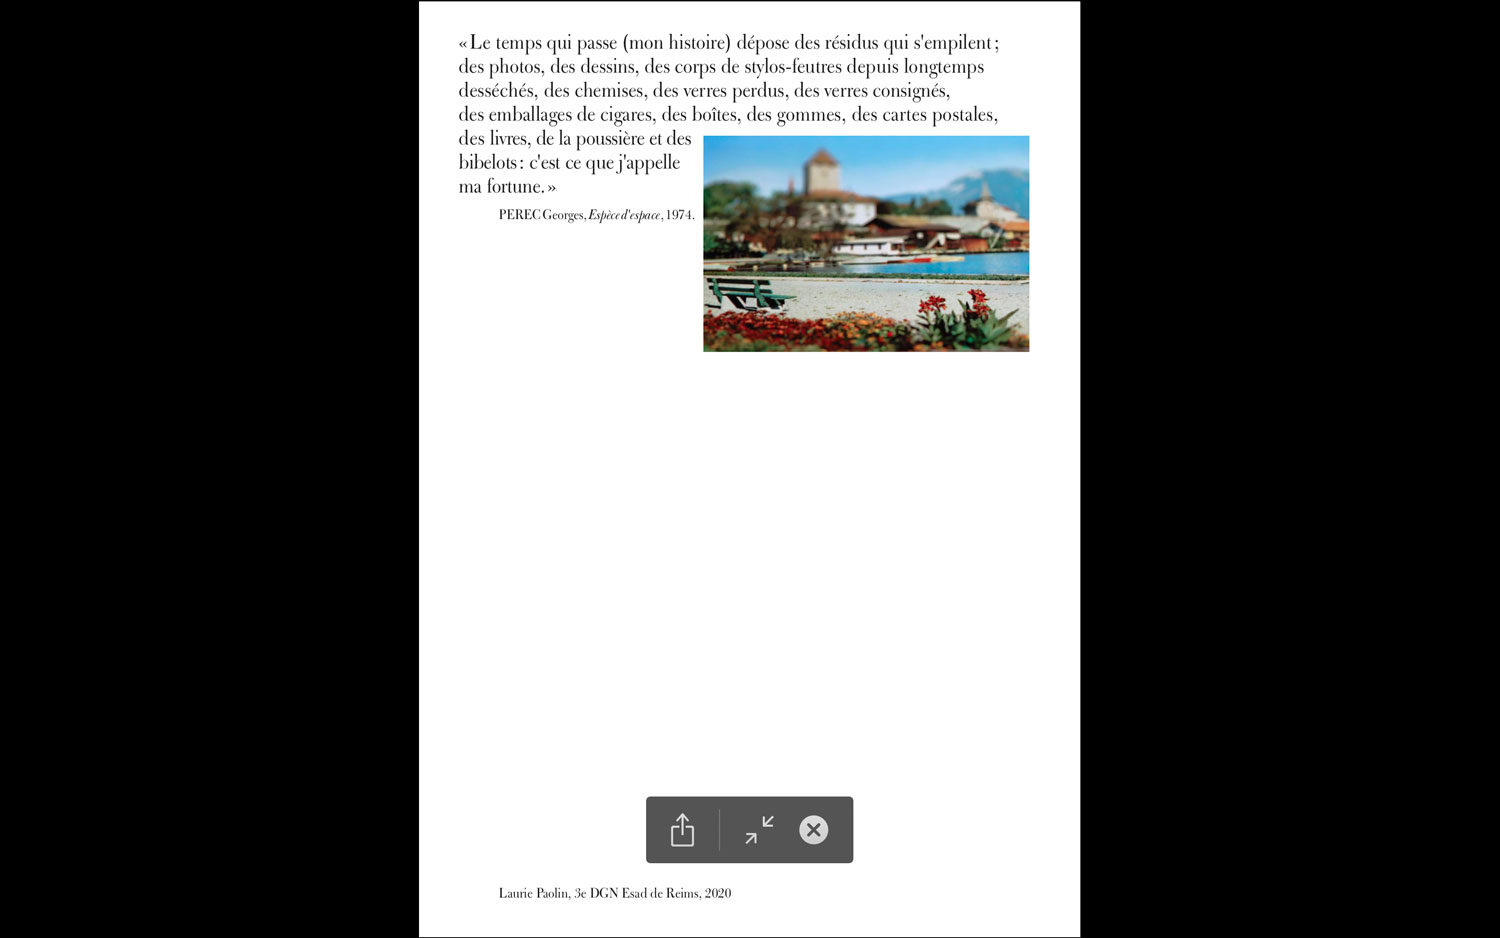 « Le temps qui passe (mon histoire) dépose des résidus qui s'empilent ;
des photos, des dessins, des corps de stylos-feutres depuis longtemps
desséchés, des chemises, des verres perdus, des verres consignés,
des emballages de cigares, des boîtes, des gommes, des cartes postales,
des livres, de la poussière et des
bibelots : c'est ce que j'appelle
ma fortune. »
PEREC Georges, Espèce d'espace, 1974.
Laurie Paolin, 3e DGN Esad de Reims, 2020